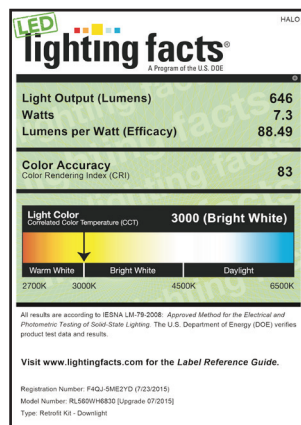 HALO
LED
lighting facts®
A Program of the U.S. DOE
Light Output (Lumens) 646
Watts 7.3
Lumens per Watt (Efficacy) 88.49
Color Accuracy 83
Color Rendering Index (CRI)
Light Color
Correlated Color Temperature (CCT) 3000 (Bright White)
Warm White Bright White Daylight
2700K 3000K 4500K 6500K
All results are according to IESNA LM-79-2008: Approved Method for the Electrical and
Photometric Testing of Solid-State Lighting. The U.S. Department of Energy (DOE) verifies
product test data and results.
Visit www.lightingfacts.com for the Label Reference Guide.
Registration Number: F4QJ-5ME2YD (7/23/2015)
Model Number: RL560WH6830 [Upgrade 07/2015]
Type: Retrofit Kit - Downlight